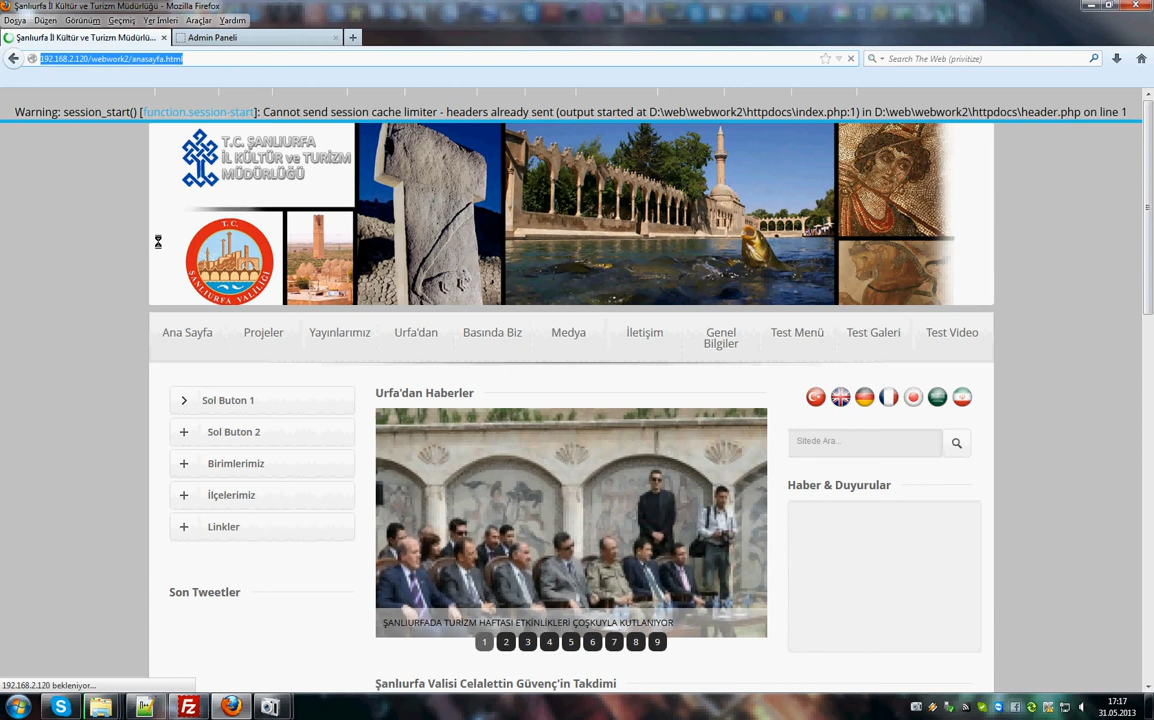 Şanlıurfa İl Kültür ve Turizm Müdürlüğü - Mozilla Firefox
Dosya Düzen Görünüm Geçmiş Yer İmleri Araçlar Yardım
Şanlıurfa İl Kültür ve Turizm Müdürlü... × Admin Paneli × +
192.168.2.120/webwork2/anasayfa.html
Search The Web (privitize)
Warning: session_start() [function.session-start]: Cannot send session cache limiter - headers already sent (output started at D:\web\webwork2\httpdocs\index.php:1) in D:\web\webwork2\httpdocs\header.php on line 1
T.C. ŞANLIURFA
İL KÜLTÜR ve TURİZM
MÜDÜRLÜĞÜ
T.C.
ŞANLIURFA VALİLİĞİ
Ana Sayfa Projeler Yayınlarımız Urfa'dan Basında Biz Medya İletişim Genel Bilgiler Test Menü Test Galeri Test Video
Sol Buton 1
Sol Buton 2
Birimlerimiz
İlçelerimiz
Linkler
Son Tweetler
Urfa'dan Haberler
ŞANLIURFADA TURİZM HAFTASI ETKİNLİKLERİ ÇOŞKUYLA KUTLANIYOR
1 2 3 4 5 6 7 8 9
Şanlıurfa Valisi Celalettin Güvenç'in Takdimi
Sitede Ara...
Haber & Duyurular
192.168.2.120 bekleniyor...
17:17
31.05.2013